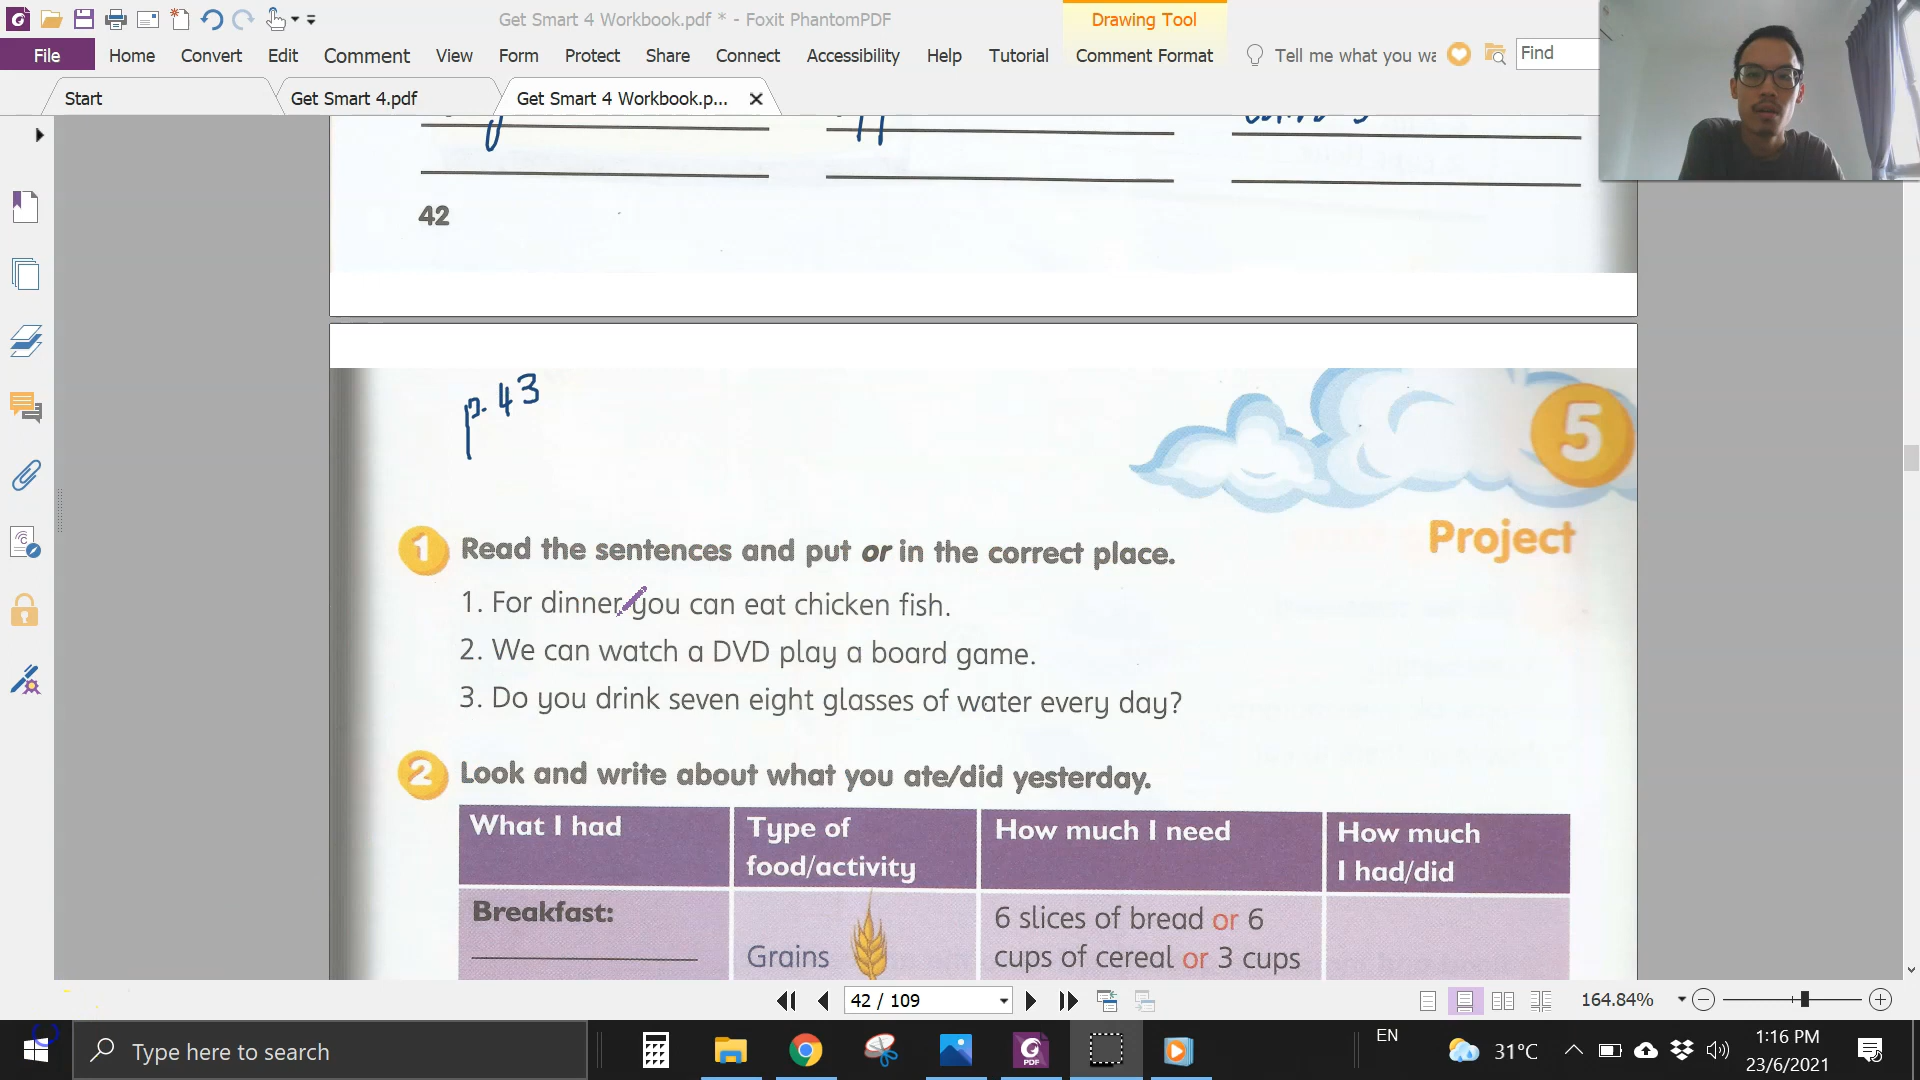 Get Smart 4 Workbook.pdf * - Foxit PhantomPDF
Drawing Tool
File
Home
Convert
Edit
Comment
View
Form
Protect
Share
Connect
Accessibility
Help
Tutorial
Comment Format
Tell me what you wa
Find
Start
Get Smart 4.pdf
Get Smart 4 Workbook.p...
42
p. 43
5
Project
1 Read the sentences and put or in the correct place.
1. For dinner you can eat chicken fish.
2. We can watch a DVD play a board game.
3. Do you drink seven eight glasses of water every day?
2 Look and write about what you ate/did yesterday.
What I had
Type of
food/activity
How much I need
How much
I had/did
Breakfast:
Grains
6 slices of bread or 6
cups of cereal or 3 cups
42 / 109
164.84%
Type here to search
PDF
EN
31°C
1:16 PM
23/6/2021